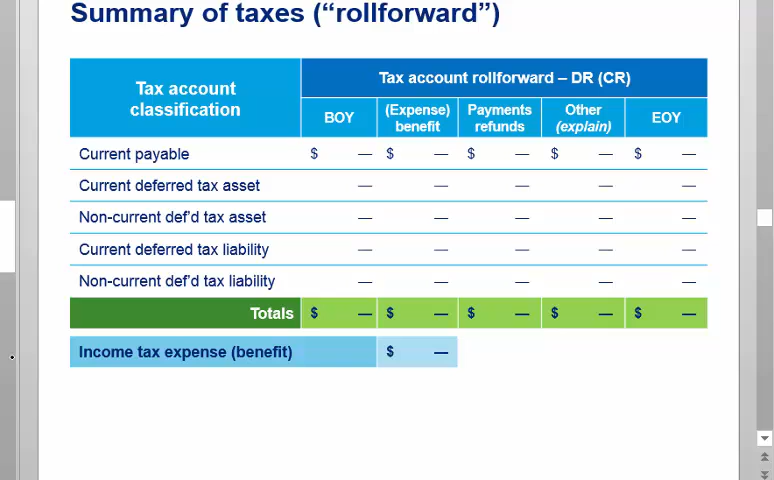 Summary of taxes (“rollforward”)
Tax account classification
Tax account rollforward – DR (CR)
BOY
(Expense) benefit
Payments refunds
Other (explain)
EOY
Current payable $ — $ — $ — $ — $ —
Current deferred tax asset — — — — —
Non-current def’d tax asset — — — — —
Current deferred tax liability — — — — —
Non-current def’d tax liability — — — — —
Totals $ — $ — $ — $ — $ —
Income tax expense (benefit) $ —